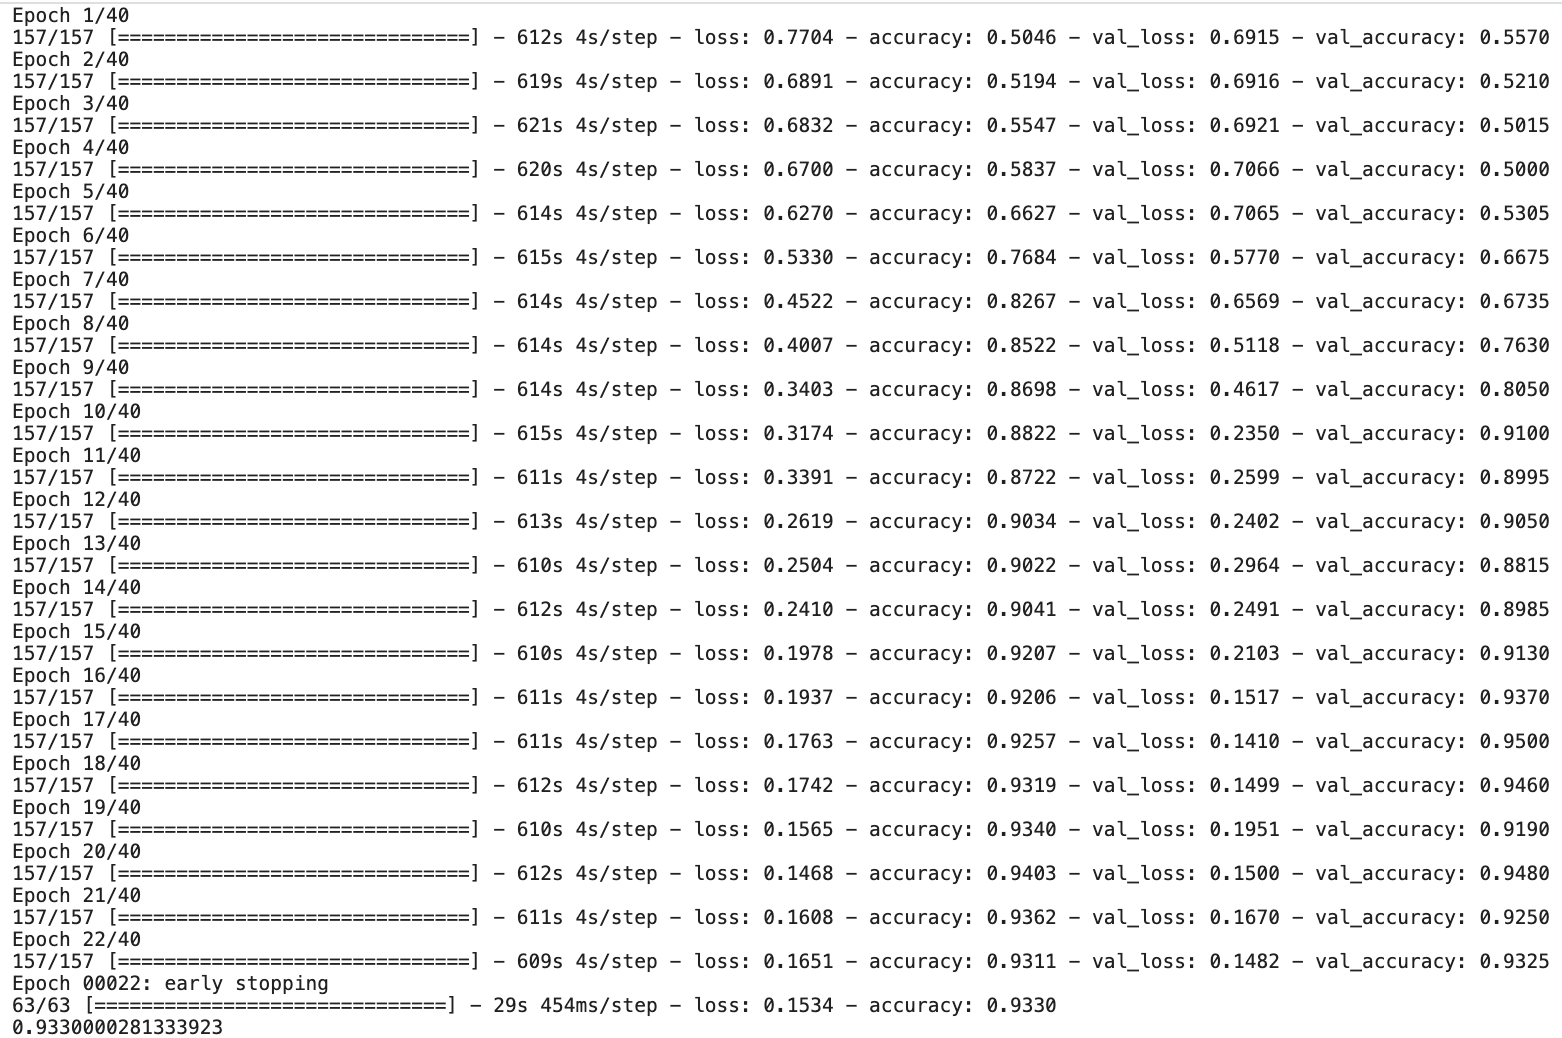 Epoch 1/40
157/157 [==============================] - 612s 4s/step - loss: 0.7704 - accuracy: 0.5046 - val_loss: 0.6915 - val_accuracy: 0.5570
Epoch 2/40
157/157 [==============================] - 619s 4s/step - loss: 0.6891 - accuracy: 0.5194 - val_loss: 0.6916 - val_accuracy: 0.5210
Epoch 3/40
157/157 [==============================] - 621s 4s/step - loss: 0.6832 - accuracy: 0.5547 - val_loss: 0.6921 - val_accuracy: 0.5015
Epoch 4/40
157/157 [==============================] - 620s 4s/step - loss: 0.6700 - accuracy: 0.5837 - val_loss: 0.7066 - val_accuracy: 0.5000
Epoch 5/40
157/157 [==============================] - 614s 4s/step - loss: 0.6270 - accuracy: 0.6627 - val_loss: 0.7065 - val_accuracy: 0.5305
Epoch 6/40
157/157 [==============================] - 615s 4s/step - loss: 0.5330 - accuracy: 0.7684 - val_loss: 0.5770 - val_accuracy: 0.6675
Epoch 7/40
157/157 [==============================] - 614s 4s/step - loss: 0.4522 - accuracy: 0.8267 - val_loss: 0.6569 - val_accuracy: 0.6735
Epoch 8/40
157/157 [==============================] - 614s 4s/step - loss: 0.4007 - accuracy: 0.8522 - val_loss: 0.5118 - val_accuracy: 0.7630
Epoch 9/40
157/157 [==============================] - 614s 4s/step - loss: 0.3403 - accuracy: 0.8698 - val_loss: 0.4617 - val_accuracy: 0.8050
Epoch 10/40
157/157 [==============================] - 615s 4s/step - loss: 0.3174 - accuracy: 0.8822 - val_loss: 0.2350 - val_accuracy: 0.9100
Epoch 11/40
157/157 [==============================] - 611s 4s/step - loss: 0.3391 - accuracy: 0.8722 - val_loss: 0.2599 - val_accuracy: 0.8995
Epoch 12/40
157/157 [==============================] - 613s 4s/step - loss: 0.2619 - accuracy: 0.9034 - val_loss: 0.2402 - val_accuracy: 0.9050
Epoch 13/40
157/157 [==============================] - 610s 4s/step - loss: 0.2504 - accuracy: 0.9022 - val_loss: 0.2964 - val_accuracy: 0.8815
Epoch 14/40
157/157 [==============================] - 612s 4s/step - loss: 0.2410 - accuracy: 0.9041 - val_loss: 0.2491 - val_accuracy: 0.8985
Epoch 15/40
157/157 [==============================] - 610s 4s/step - loss: 0.1978 - accuracy: 0.9207 - val_loss: 0.2103 - val_accuracy: 0.9130
Epoch 16/40
157/157 [==============================] - 611s 4s/step - loss: 0.1937 - accuracy: 0.9206 - val_loss: 0.1517 - val_accuracy: 0.9370
Epoch 17/40
157/157 [==============================] - 611s 4s/step - loss: 0.1763 - accuracy: 0.9257 - val_loss: 0.1410 - val_accuracy: 0.9500
Epoch 18/40
157/157 [==============================] - 612s 4s/step - loss: 0.1742 - accuracy: 0.9319 - val_loss: 0.1499 - val_accuracy: 0.9460
Epoch 19/40
157/157 [==============================] - 610s 4s/step - loss: 0.1565 - accuracy: 0.9340 - val_loss: 0.1951 - val_accuracy: 0.9190
Epoch 20/40
157/157 [==============================] - 612s 4s/step - loss: 0.1468 - accuracy: 0.9403 - val_loss: 0.1500 - val_accuracy: 0.9480
Epoch 21/40
157/157 [==============================] - 611s 4s/step - loss: 0.1608 - accuracy: 0.9362 - val_loss: 0.1670 - val_accuracy: 0.9250
Epoch 22/40
157/157 [==============================] - 609s 4s/step - loss: 0.1651 - accuracy: 0.9311 - val_loss: 0.1482 - val_accuracy: 0.9325
Epoch 00022: early stopping
63/63 [==============================] - 29s 454ms/step - loss: 0.1534 - accuracy: 0.9330
0.9330000281333923